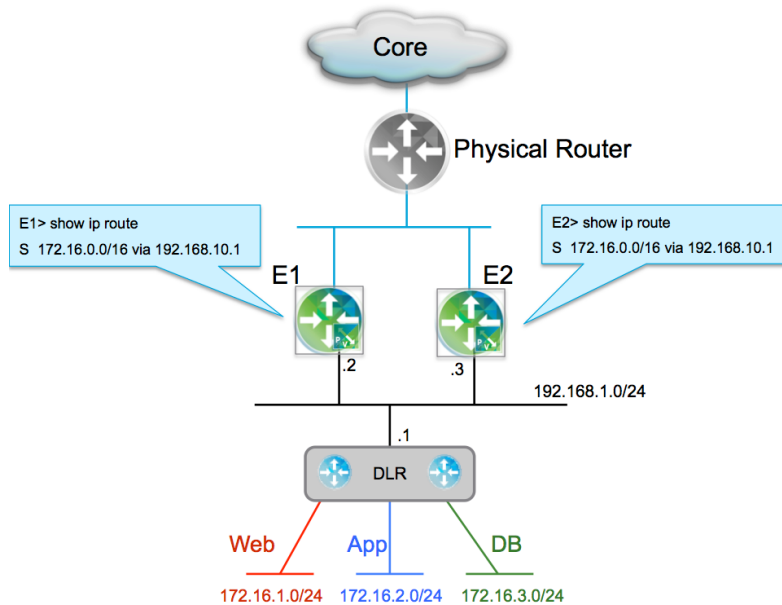 Core
Physical Router
E1> show ip route
S 172.16.0.0/16 via 192.168.10.1
E2> show ip route
S 172.16.0.0/16 via 192.168.10.1
E1
E2
P
V
P
V
.2
.3
192.168.1.0/24
.1
DLR
Web
App
DB
172.16.1.0/24
172.16.2.0/24
172.16.3.0/24